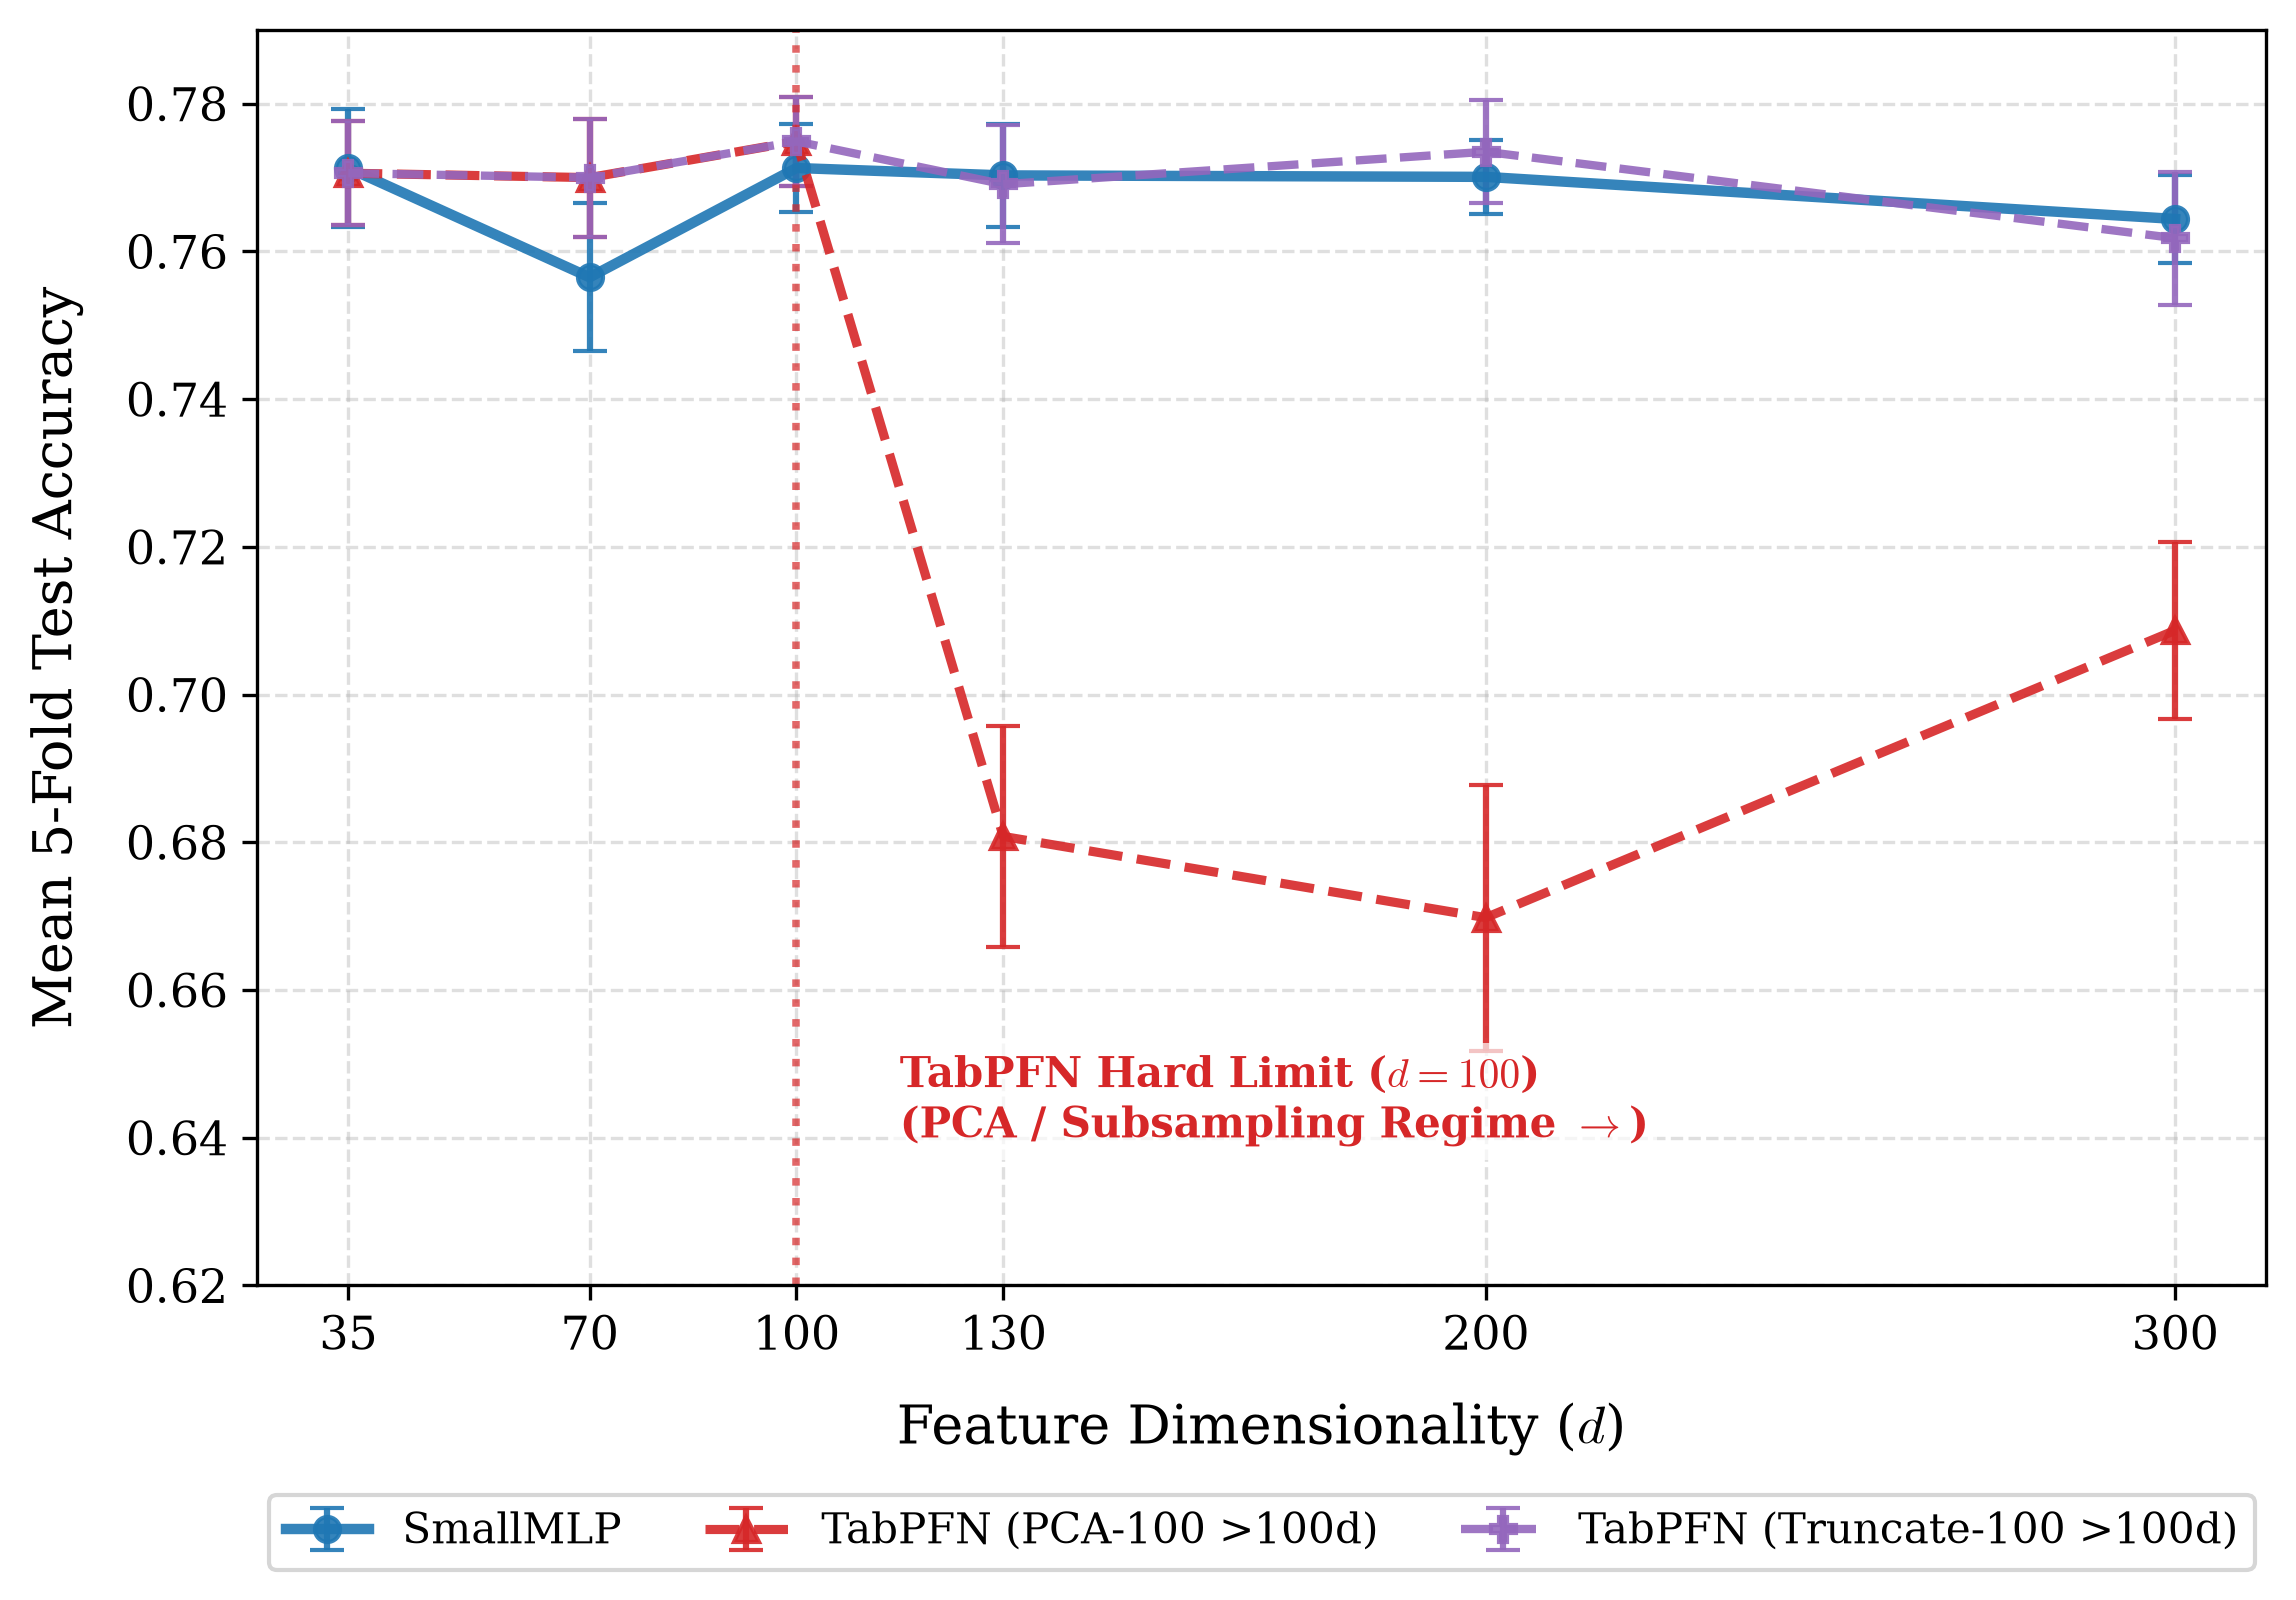 Mean 5-Fold Test Accuracy
0.78
0.76
0.74
0.72
0.70
0.68
0.66
0.64
0.62
TabPFN Hard Limit (d = 100)
(PCA / Subsampling Regime → )
35 70 100 130 200 300
Feature Dimensionality (d)
SmallMLP TabPFN (PCA-100 >100d) TabPFN (Truncate-100 >100d)